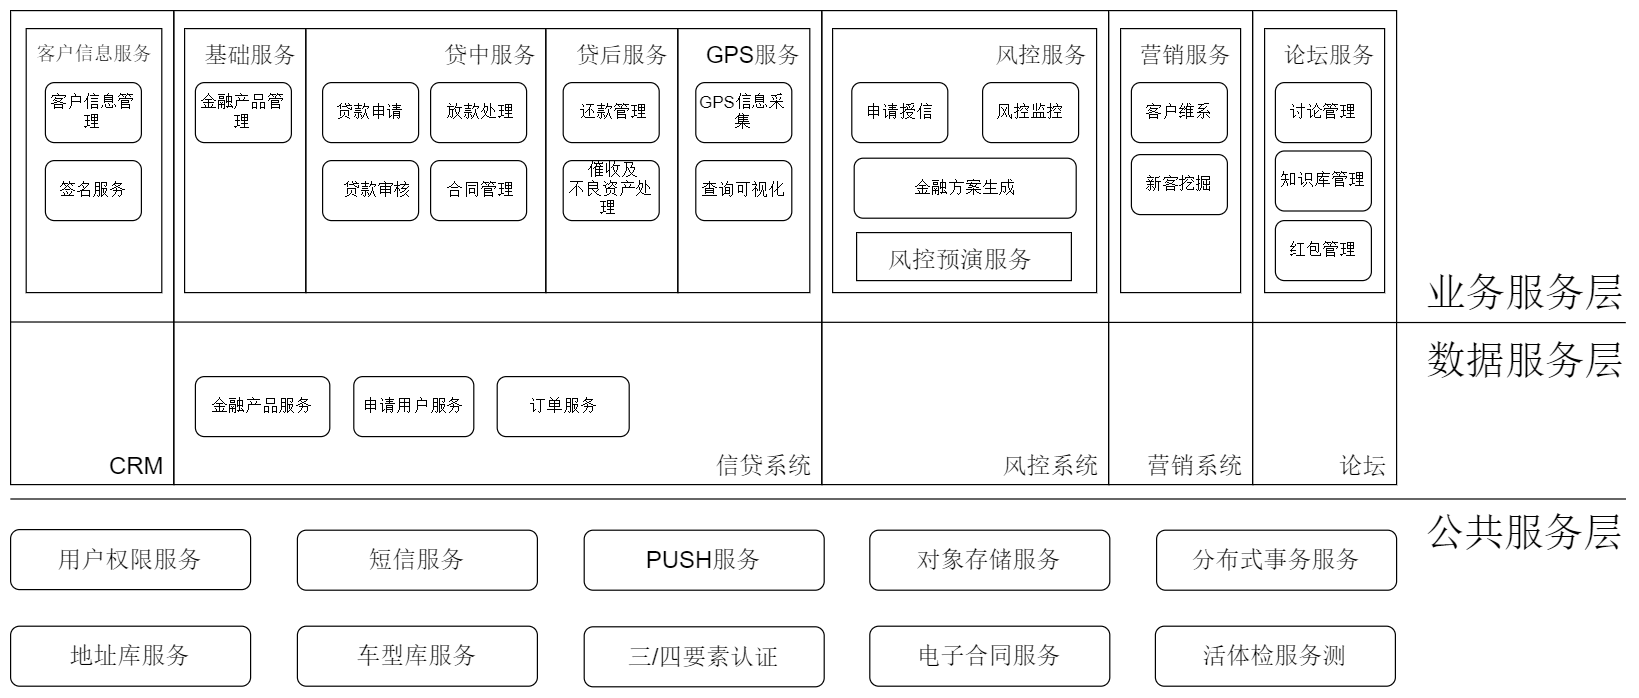 客户信息服务
客户信息管
理
签名服务
基础服务
金融产品管
理
贷中服务
贷款申请
放款处理
贷款审核
合同管理
贷后服务
还款管理
催收及
不良资产处
理
GPS服务
GPS信息采
集
查询可视化
风控服务
申请授信
风控监控
金融方案生成
风控预演服务
营销服务
客户维系
新客挖掘
论坛服务
讨论管理
知识库管理
红包管理
业务服务层
数据服务层
金融产品服务
申请用户服务
订单服务
CRM
信贷系统
风控系统
营销系统
论坛
公共服务层
用户权限服务
短信服务
PUSH服务
对象存储服务
分布式事务服务
地址库服务
车型库服务
三/四要素认证
电子合同服务
活体检服务测